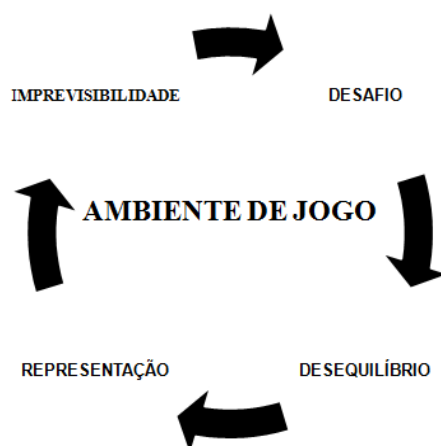 IMPREVISIBILIDADE
DESAFIO
AMBIENTE DE JOGO
REPRESENTAÇÃO
DESEQUILÍBRIO